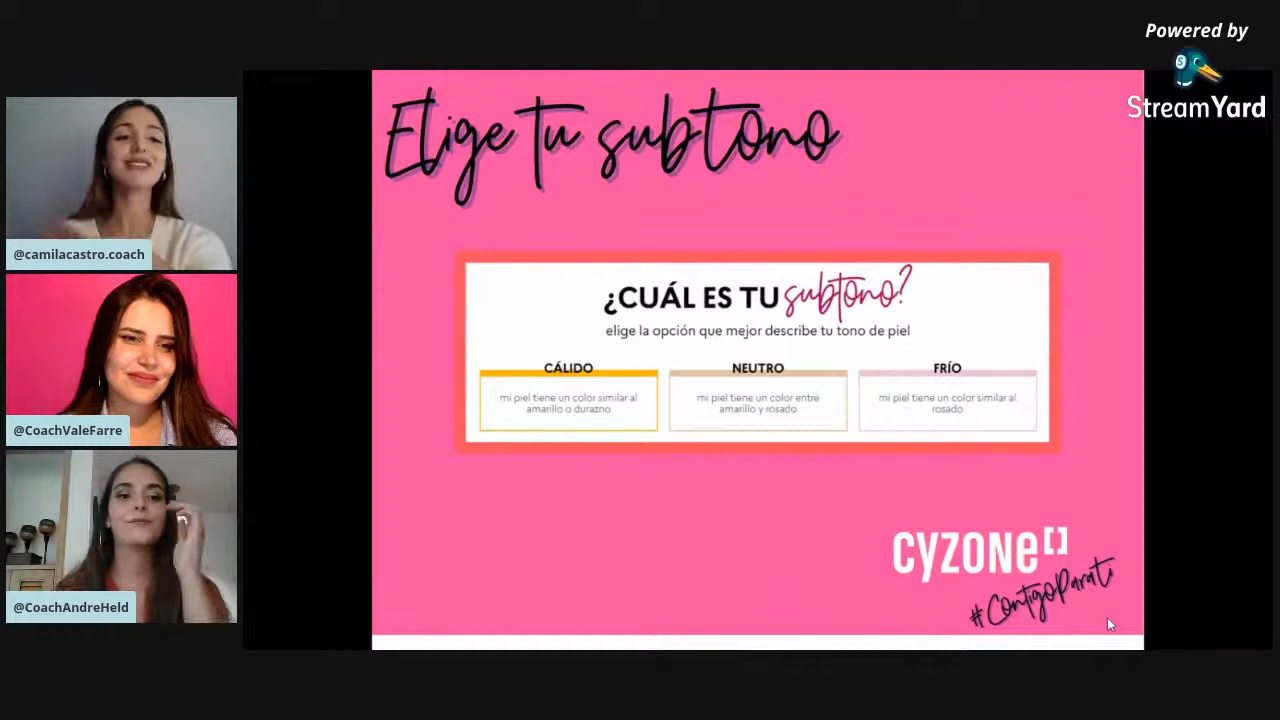 Powered by
StreamYard
Elige tu subtono
¿CUÁL ES TU subtono?
elige la opción que mejor describe tu tono de piel
CÁLIDO
mi piel tiene un color similar al
amarillo o durazno
NEUTRO
mi piel tiene un color entre
amarillo y rosado
FRÍO
mi piel tiene un color similar al
rosado
cyzone
#ContigoParaTi
@camilacastro.coach
@CoachValeFarre
@CoachAndreHeld